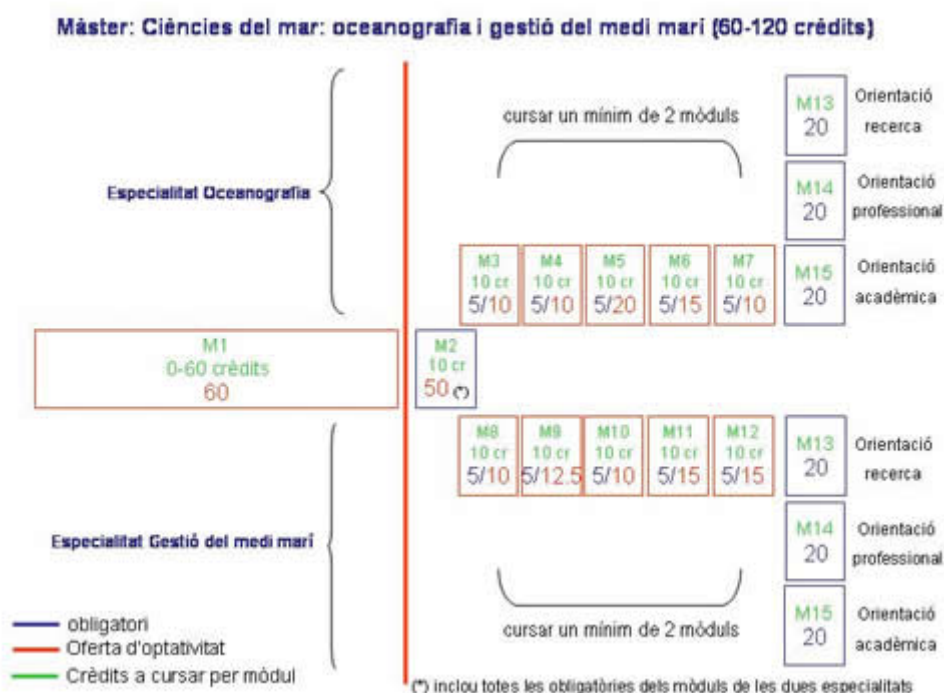 Màster: Ciències del mar: oceanografia i gestió del medi marí (60-120 crèdits)
cursar un mínim de 2 mòduls
M13
20
Orientació
recerca
Especialitat Oceanografia
M14
20
Orientació
professional
M3
10 cr
5/10
M4
10 cr
5/10
M5
10 cr
5/20
M6
10 cr
5/15
M7
10 cr
5/10
M15
20
Orientació
acadèmica
M1
0-60 crèdits
60
M2
10 cr
50 (*)
M8
10 cr
5/10
M9
10 cr
5/12.5
M10
10 cr
5/10
M11
10 cr
5/15
M12
10 cr
5/15
M13
20
Orientació
recerca
Especialitat Gestió del medi marí
M14
20
Orientació
professional
cursar un mínim de 2 mòduls
M15
20
Orientació
acadèmica
obligatori
Oferta d'optativitat
Crèdits a cursar per mòdul
(*) inclou totes les obligatòries dels mòduls de les dues especialitats